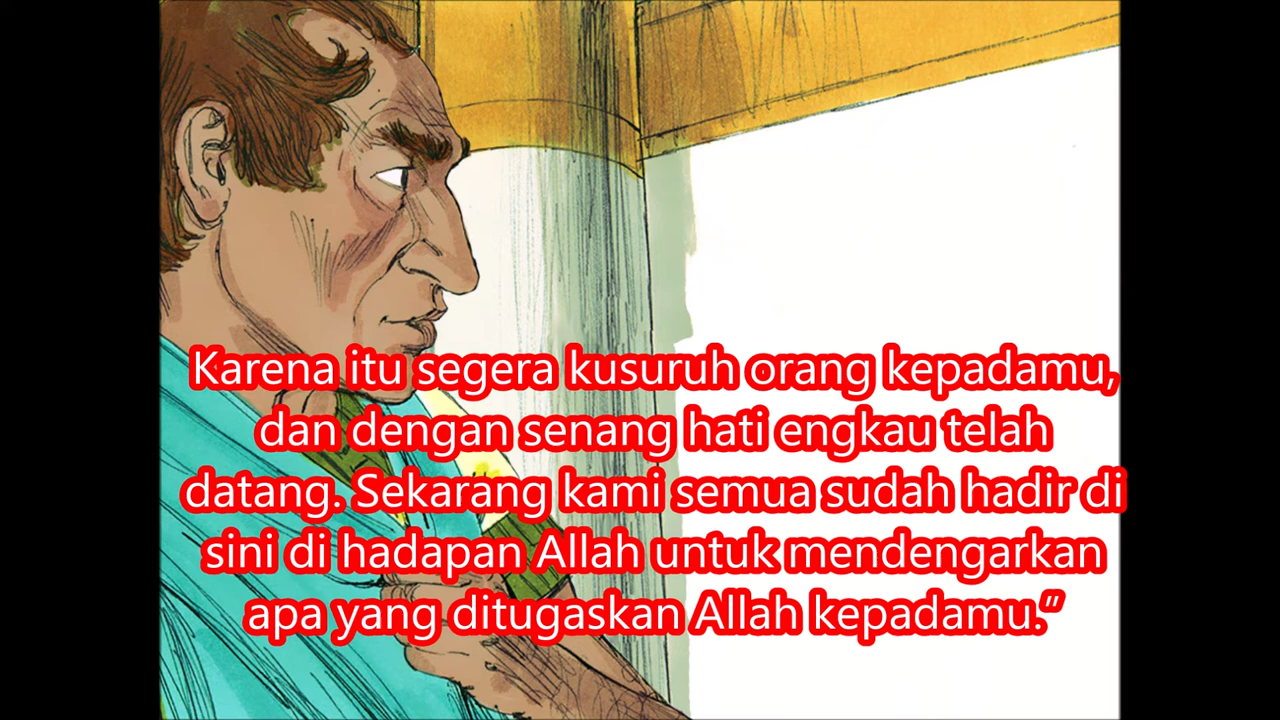 Karena itu segera kusuruh orang kepadamu,
dan dengan senang hati engkau telah
datang. Sekarang kami semua sudah hadir di
sini di hadapan Allah untuk mendengarkan
apa yang ditugaskan Allah kepadamu.”